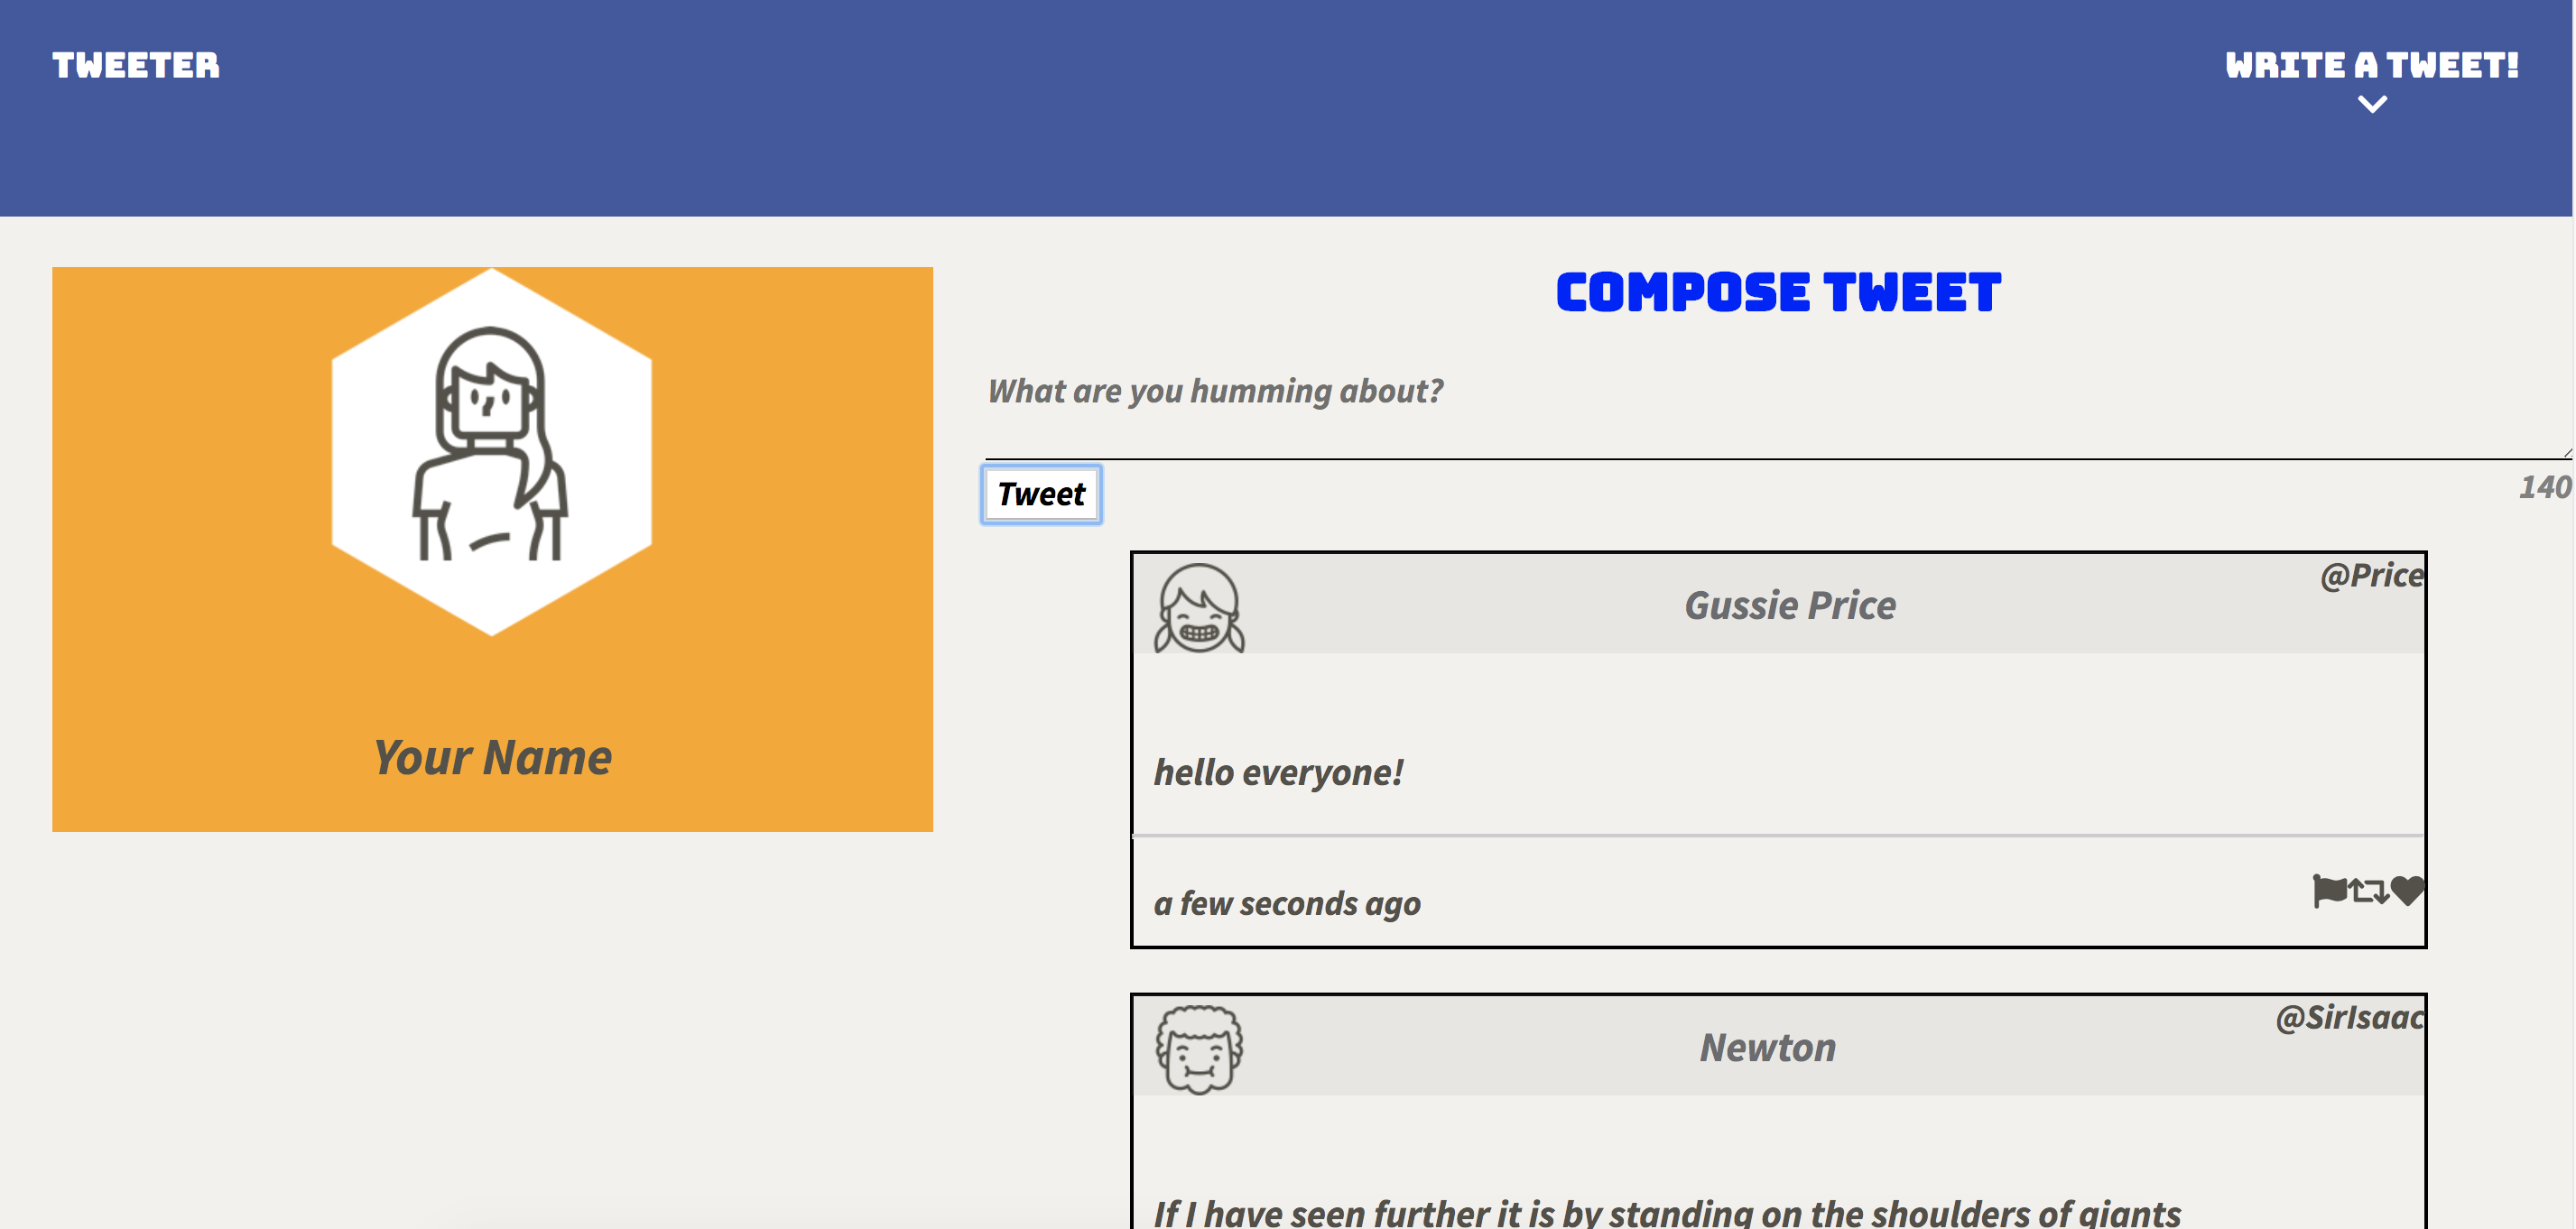 TWEETER
WRITE A TWEET!
Your Name
COMPOSE TWEET
What are you humming about?
Tweet
140
Gussie Price
@Price
hello everyone!
a few seconds ago
Newton
@SirIsaac
If I have seen further it is by standing on the shoulders of giants